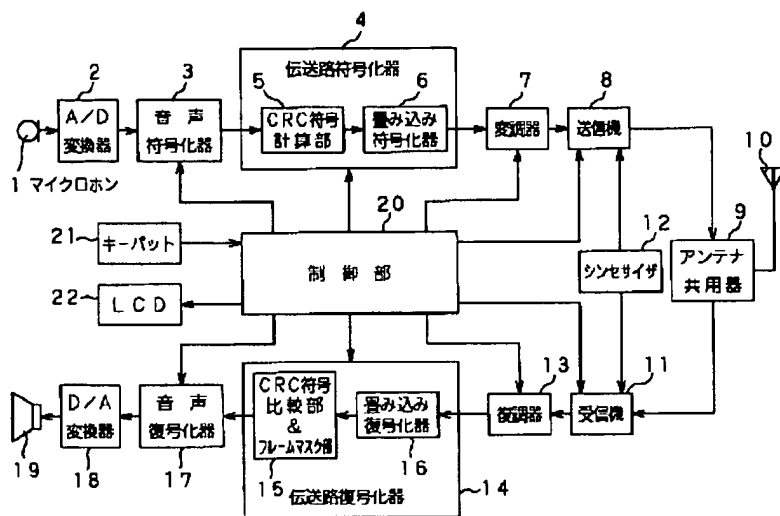 4
伝送路符号化器
2
A/D
変換器
3
音声
符号化器
5
CRC符号
計算部
6
畳み込み
符号化器
7
変調器
8
送信機
10
1 マイクロホン
20
制御部
21
キーパット
22
LCD
12
シンセサイザ
9
アンテナ
共用器
19
D/A
変換器
18
音声
復号化器
17
CRC符号
比較部
&
フレームマスク部
15
畳み込み
復号化器
16
伝送路復号化器
14
13
復調器
11
受信機